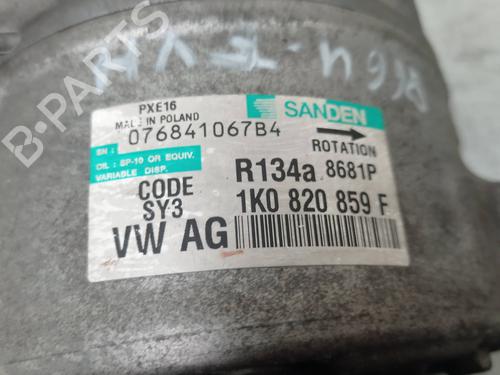 PXE16
MADE IN POLAND
SANDEN
SN :
076841067B4
ROTATION
OIL : SP-10 OR EQUIV.
VARIABLE DISP.
R134a 8681P
CODE
SY3
1K0 820 859 F
VW AG
B-Parts